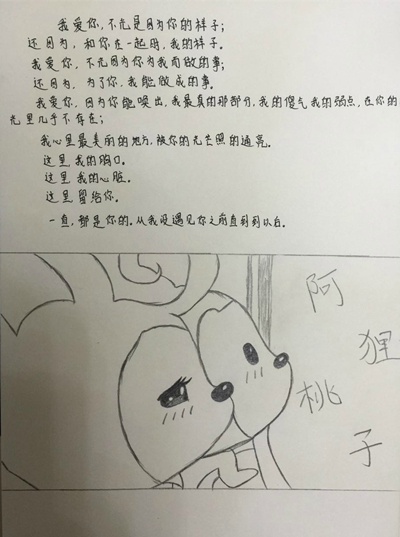 我爱你,不光是因为你的样子;
还因为,和你在一起时,我的样子。
我爱你,不光因为你为我而做的事;
还因为,为了你,我能做成的事。
我爱你,因为你能唤出,我最真的那部分,我的傻气我的弱点,在你的
光里几乎不存在;
我心里最美丽的地方,被你的光芒照的通亮。
这里 我的胸口。
这里 我的心脏。
这里 留给你。
一直,都是你的。从我没遇见你之前直到到以后。
阿狸
桃子